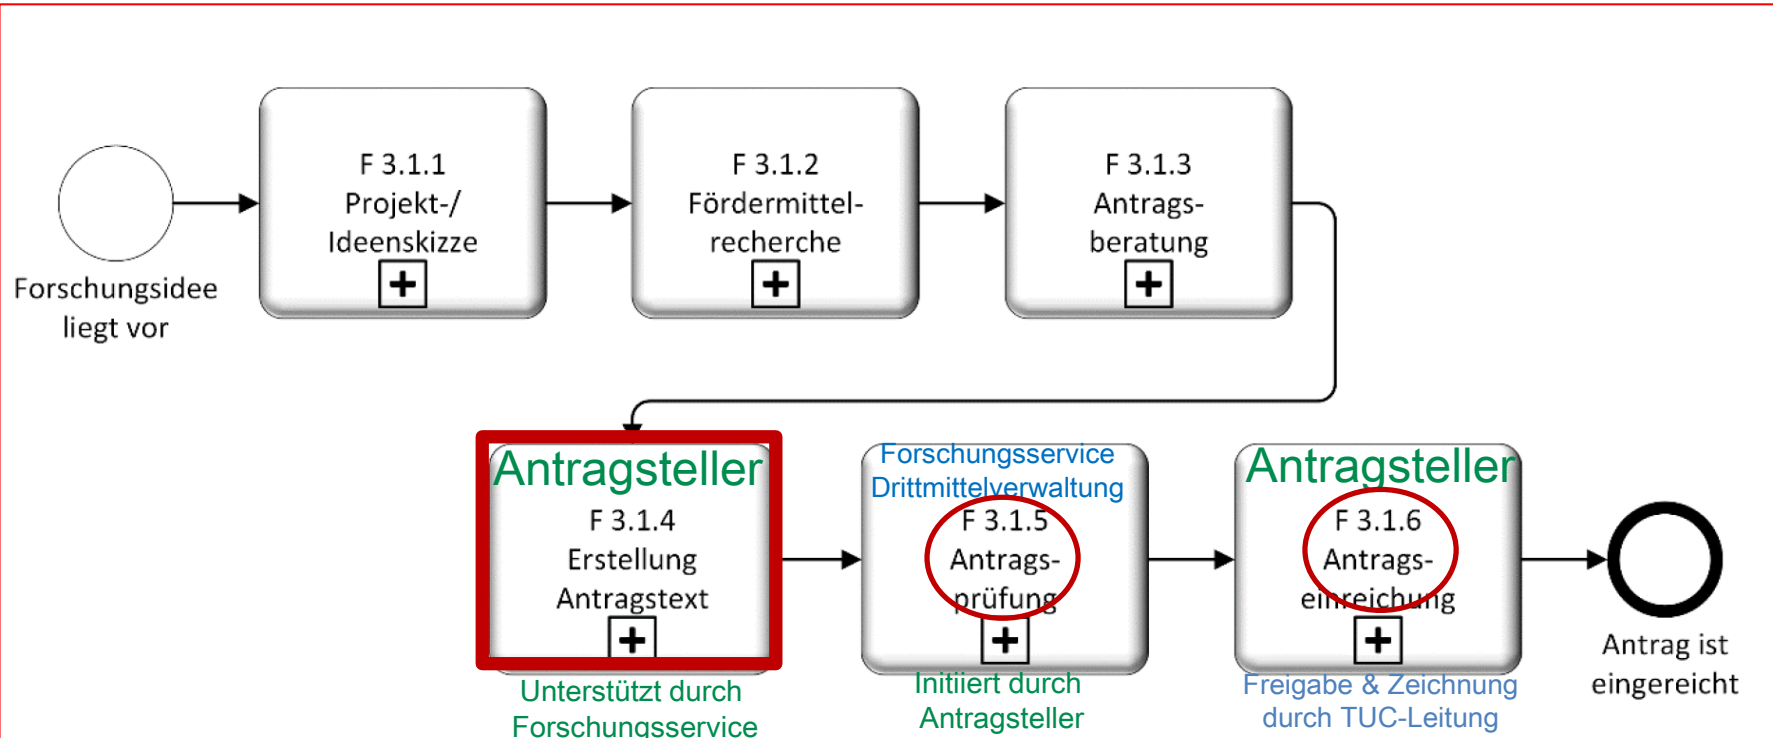 F 3.1.1
Projekt-/
Ideenskizze
F 3.1.2
Fördermittel-
recherche
F 3.1.3
Antrags-
beratung
Forschungsidee
liegt vor
Antragsteller
F 3.1.4
Erstellung
Antragstext
Unterstützt durch
Forschungsservice
Forschungsservice
Drittmittelverwaltung
F 3.1.5
Antrags-
prüfung
Initiiert durch
Antragsteller
Antragsteller
F 3.1.6
Antrags-
einreichung
Freigabe & Zeichnung
durch TUC-Leitung
Antrag ist
eingereicht